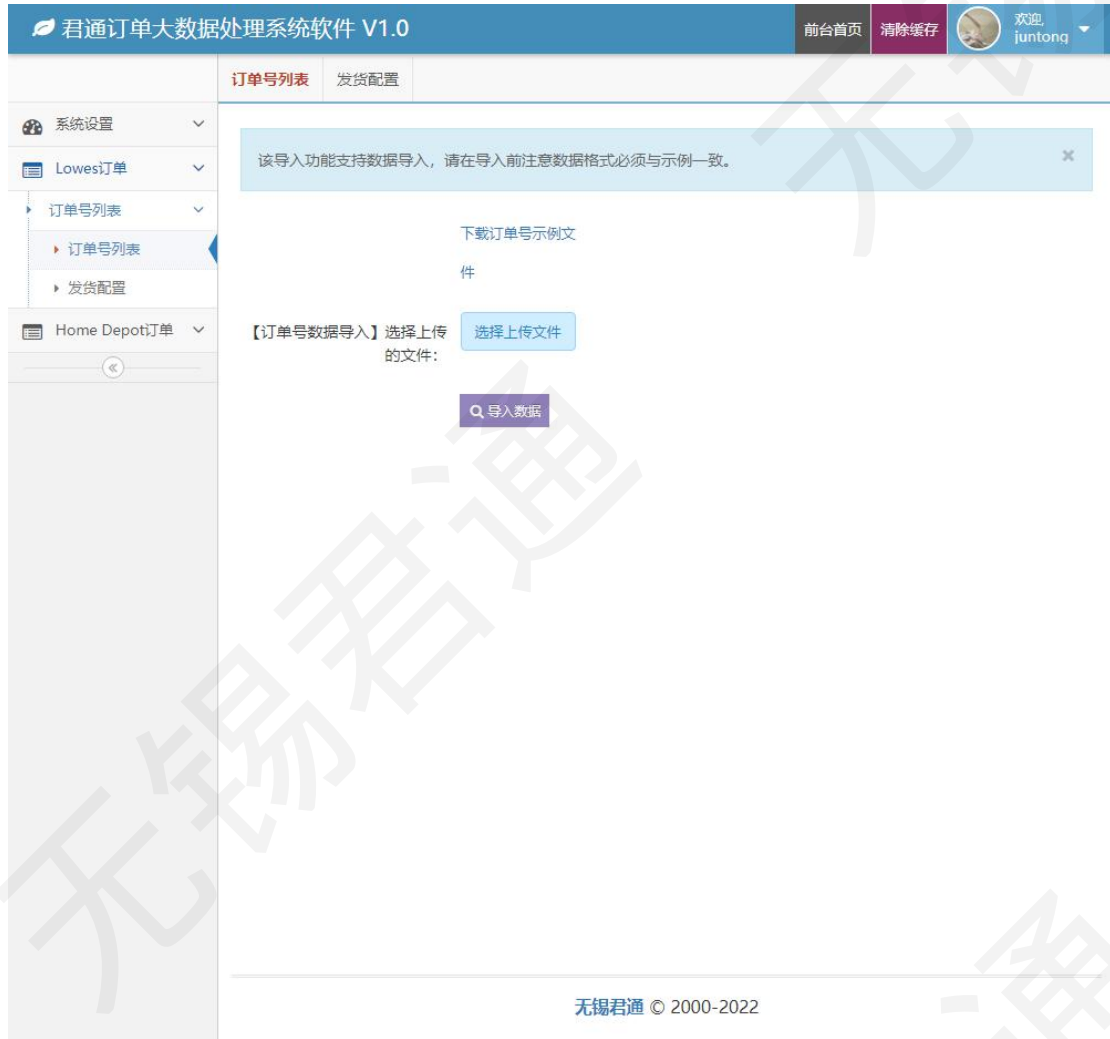 君通订单大数据处理系统软件 V1.0
前台首页
清除缓存
欢迎,
juntong
订单号列表
发货配置
系统设置
Lowes订单
订单号列表
订单号列表
发货配置
Home Depot订单
该导入功能支持数据导入，请在导入前注意数据格式必须与示例一致。
×
下载订单号示例文
件
【订单号数据导入】选择上传
的文件：
选择上传文件
导入数据
无锡君通 © 2000-2022
无锡君通
无锡
通